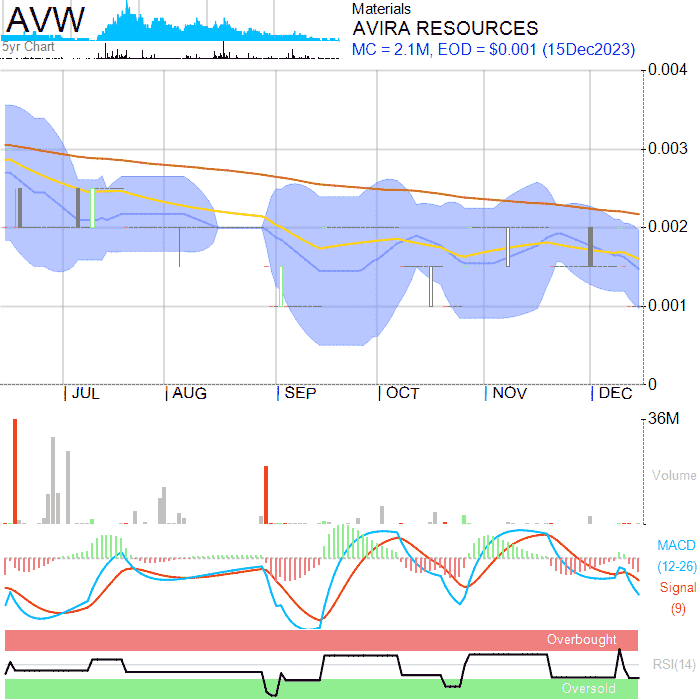 AVW
5yr Chart
Materials
AVIRA RESOURCES
MC = 2.1M, EOD = $0.001 (15Dec2023)
0.004
0.003
0.002
0.001
0
JUL
AUG
SEP
OCT
NOV
DEC
36M
Volume
MACD
(12-26)
Signal
(9)
Overbought
RSI(14)
Oversold